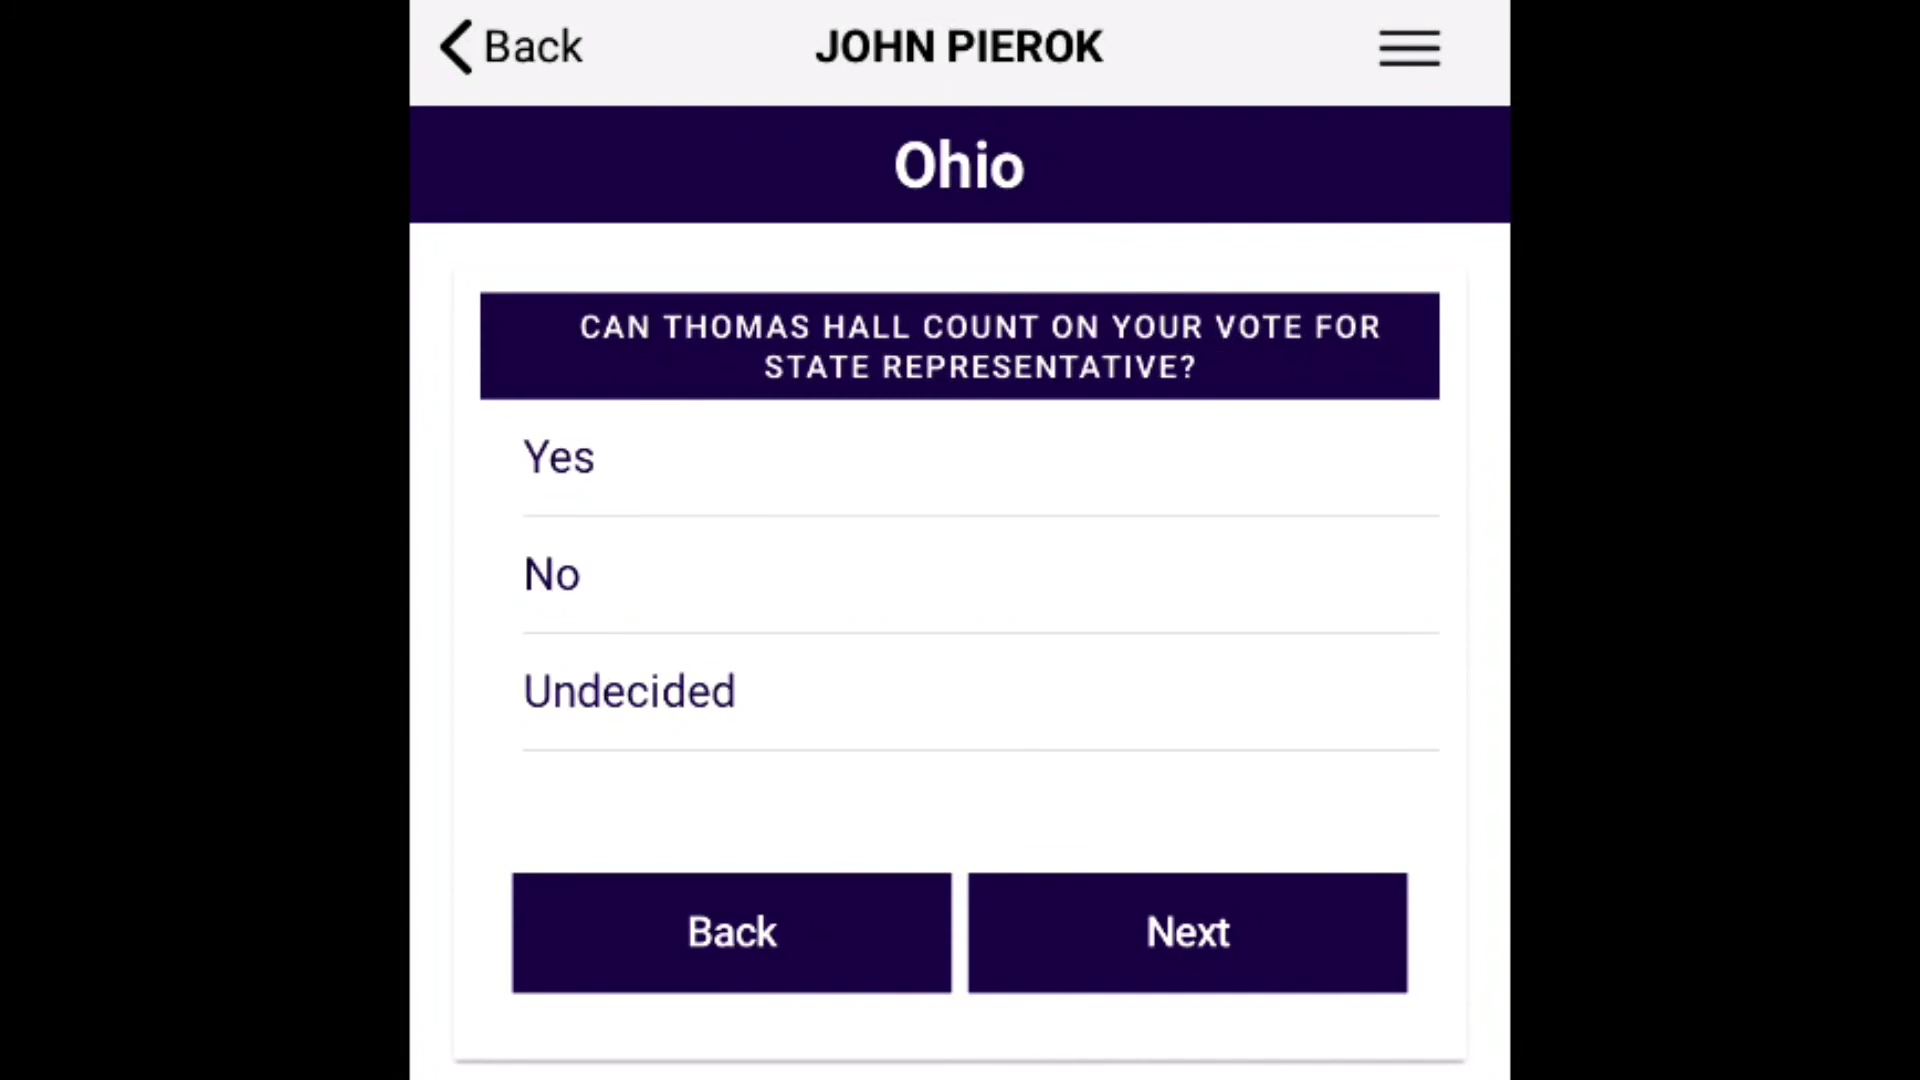 Back
JOHN PIEROK
Ohio
CAN THOMAS HALL COUNT ON YOUR VOTE FOR
STATE REPRESENTATIVE?
Yes
No
Undecided
Back
Next